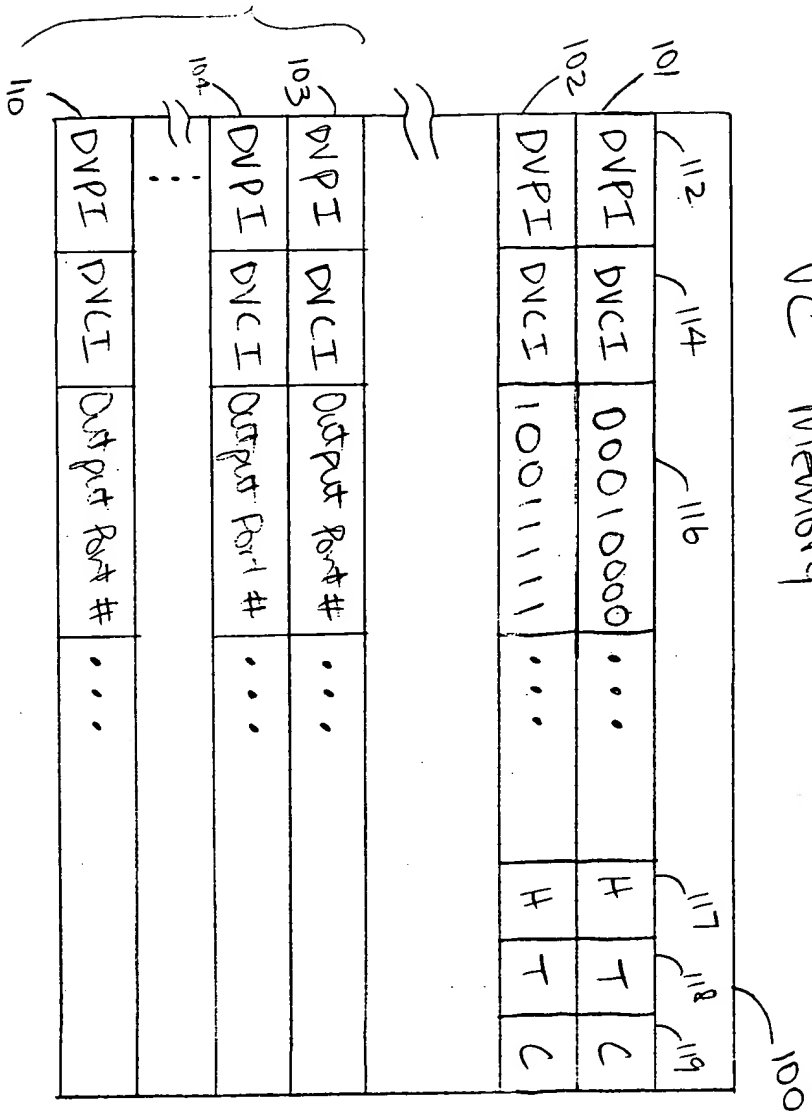 VC Memory
100
112 114 116 117 118 119
101 DVPI DVCI 00010000 ... H T C
102 DVPI DVCI 10011111 ... H T C
103 DVPI DVCI Output Port # ...
104 DVPI DVCI Output Port # ...
110 DVPI DVCI Output Port # ...